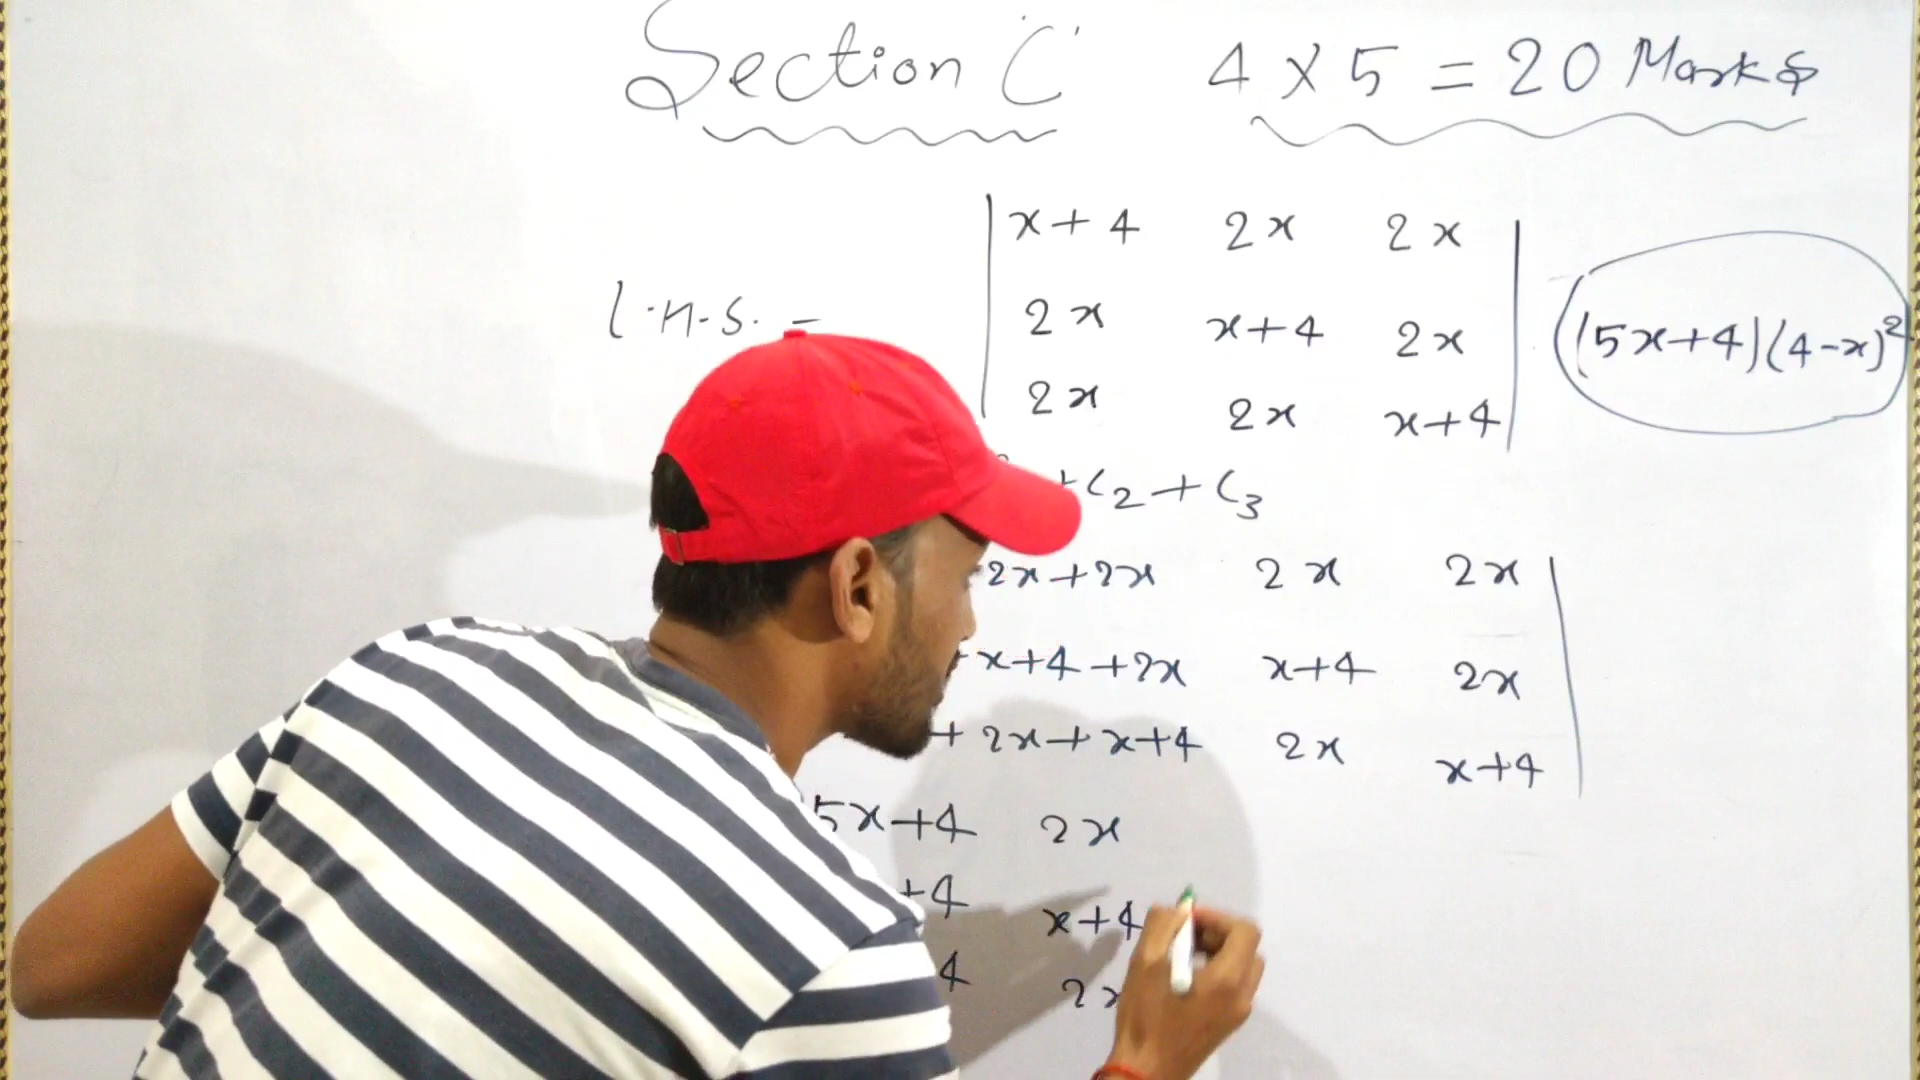 Section C 4 × 5 = 20 Marks
x+4 2x 2x
L.H.S. - 2x x+4 2x (5x+4)(4-x)²
2x 2x x+4
+C₂+C₃
2x+2x 2x 2x
+x+4+2x x+4 2x
+2x+x+4 2x x+4
5x+4 2x
+4 x+4
4 2x